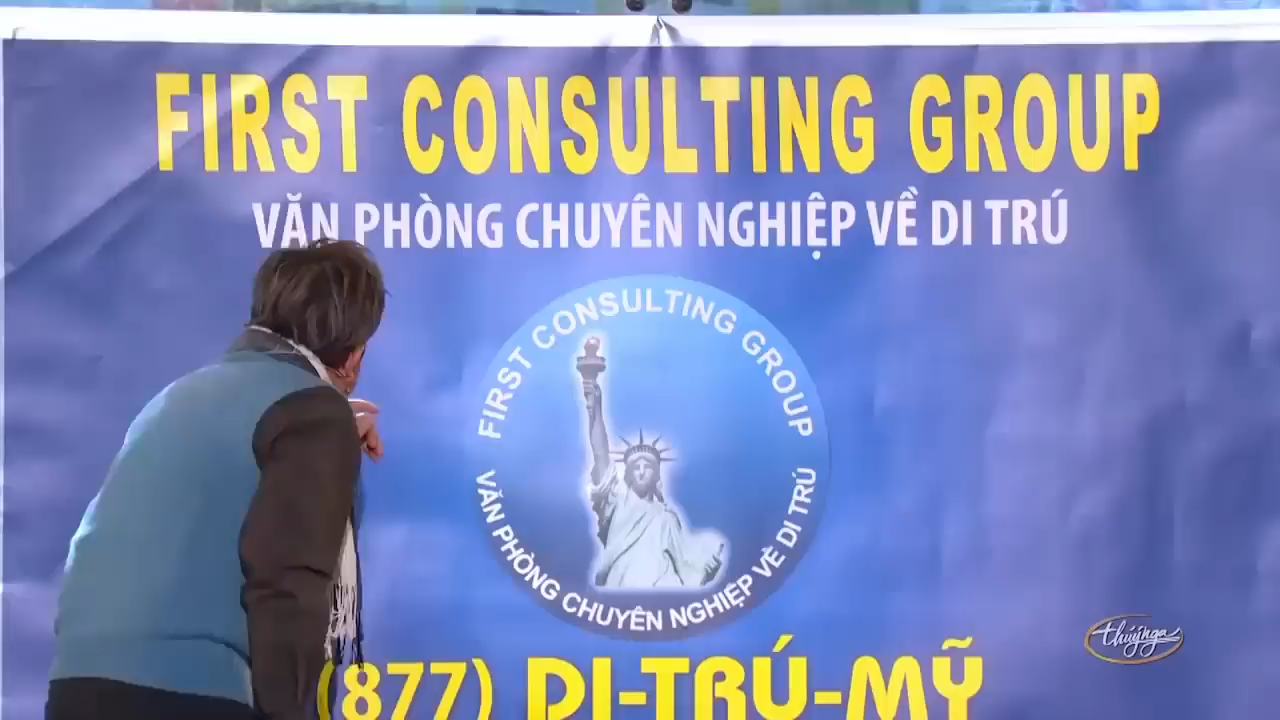 FIRST CONSULTING GROUP
VĂN PHÒNG CHUYÊN NGHIỆP VỀ DI TRÚ
FIRST CONSULTING GROUP
VĂN PHÒNG CHUYÊN NGHIỆP VỀ DI TRÚ
(877) DI-TRÚ-MỸ
thúynga